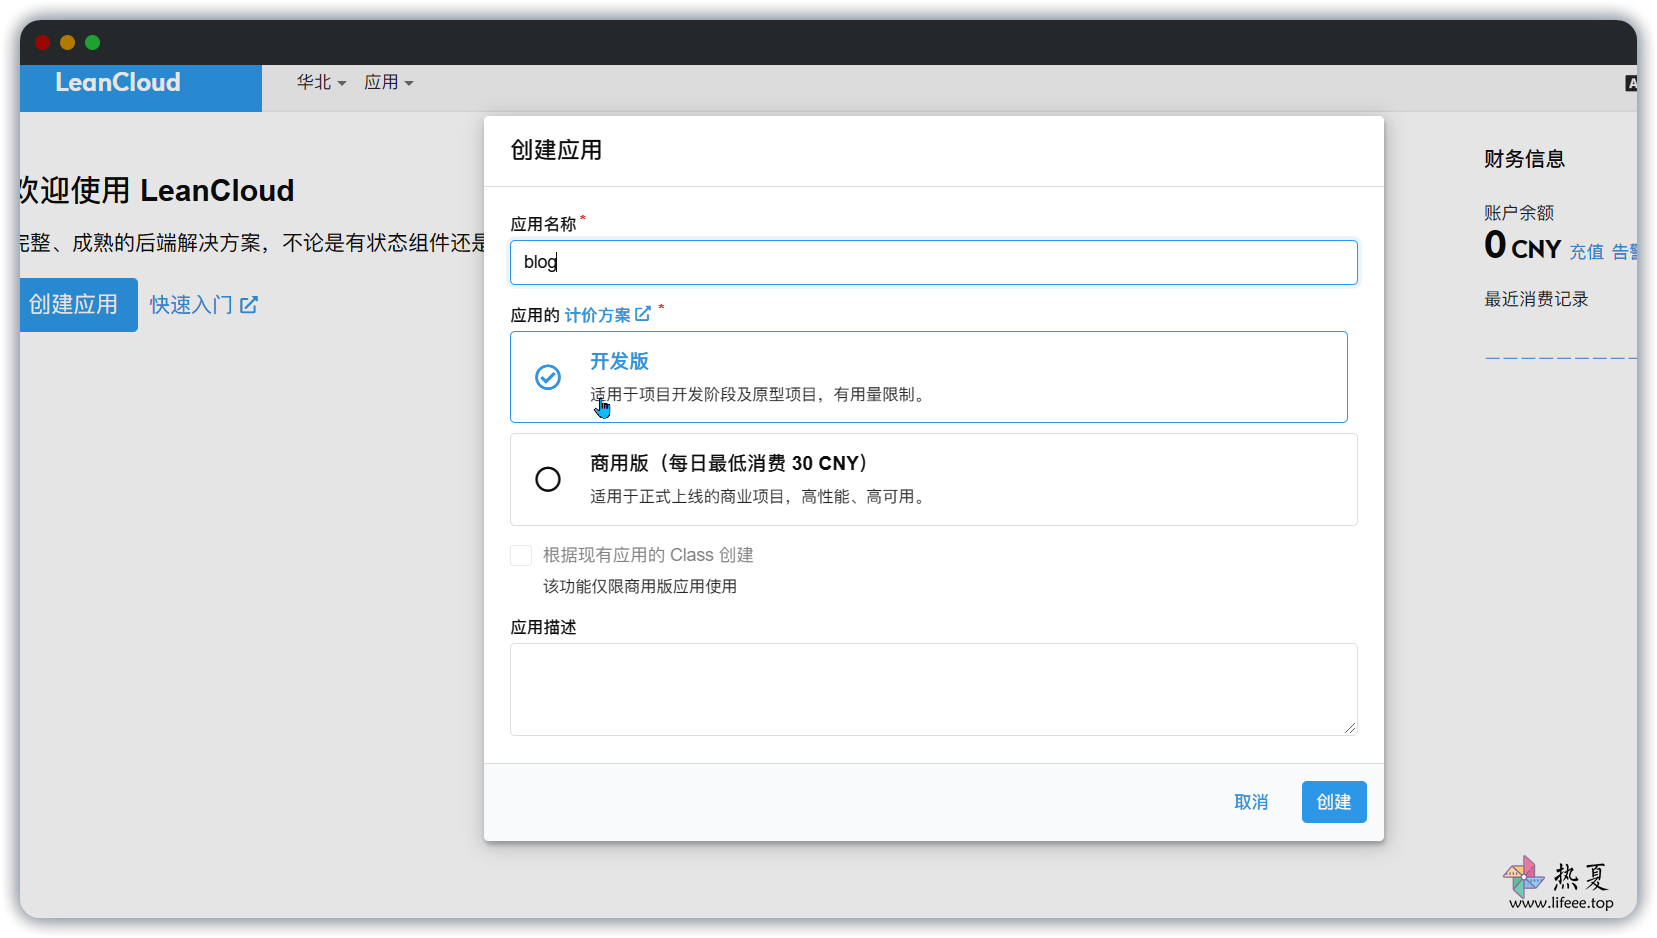 LeanCloud
华北 应用
欢迎使用 LeanCloud
完整、成熟的后端解决方案，不论是有状态组件还是
创建应用 快速入门
创建应用
应用名称*
blog
应用的 计价方案 *
开发版
适用于项目开发阶段及原型项目，有用量限制。
商用版（每日最低消费 30 CNY）
适用于正式上线的商业项目，高性能、高可用。
根据现有应用的 Class 创建
该功能仅限商用版应用使用
应用描述
取消 创建
财务信息
账户余额
0 CNY 充值 告警
最近消费记录
热夏
www.lifeee.top